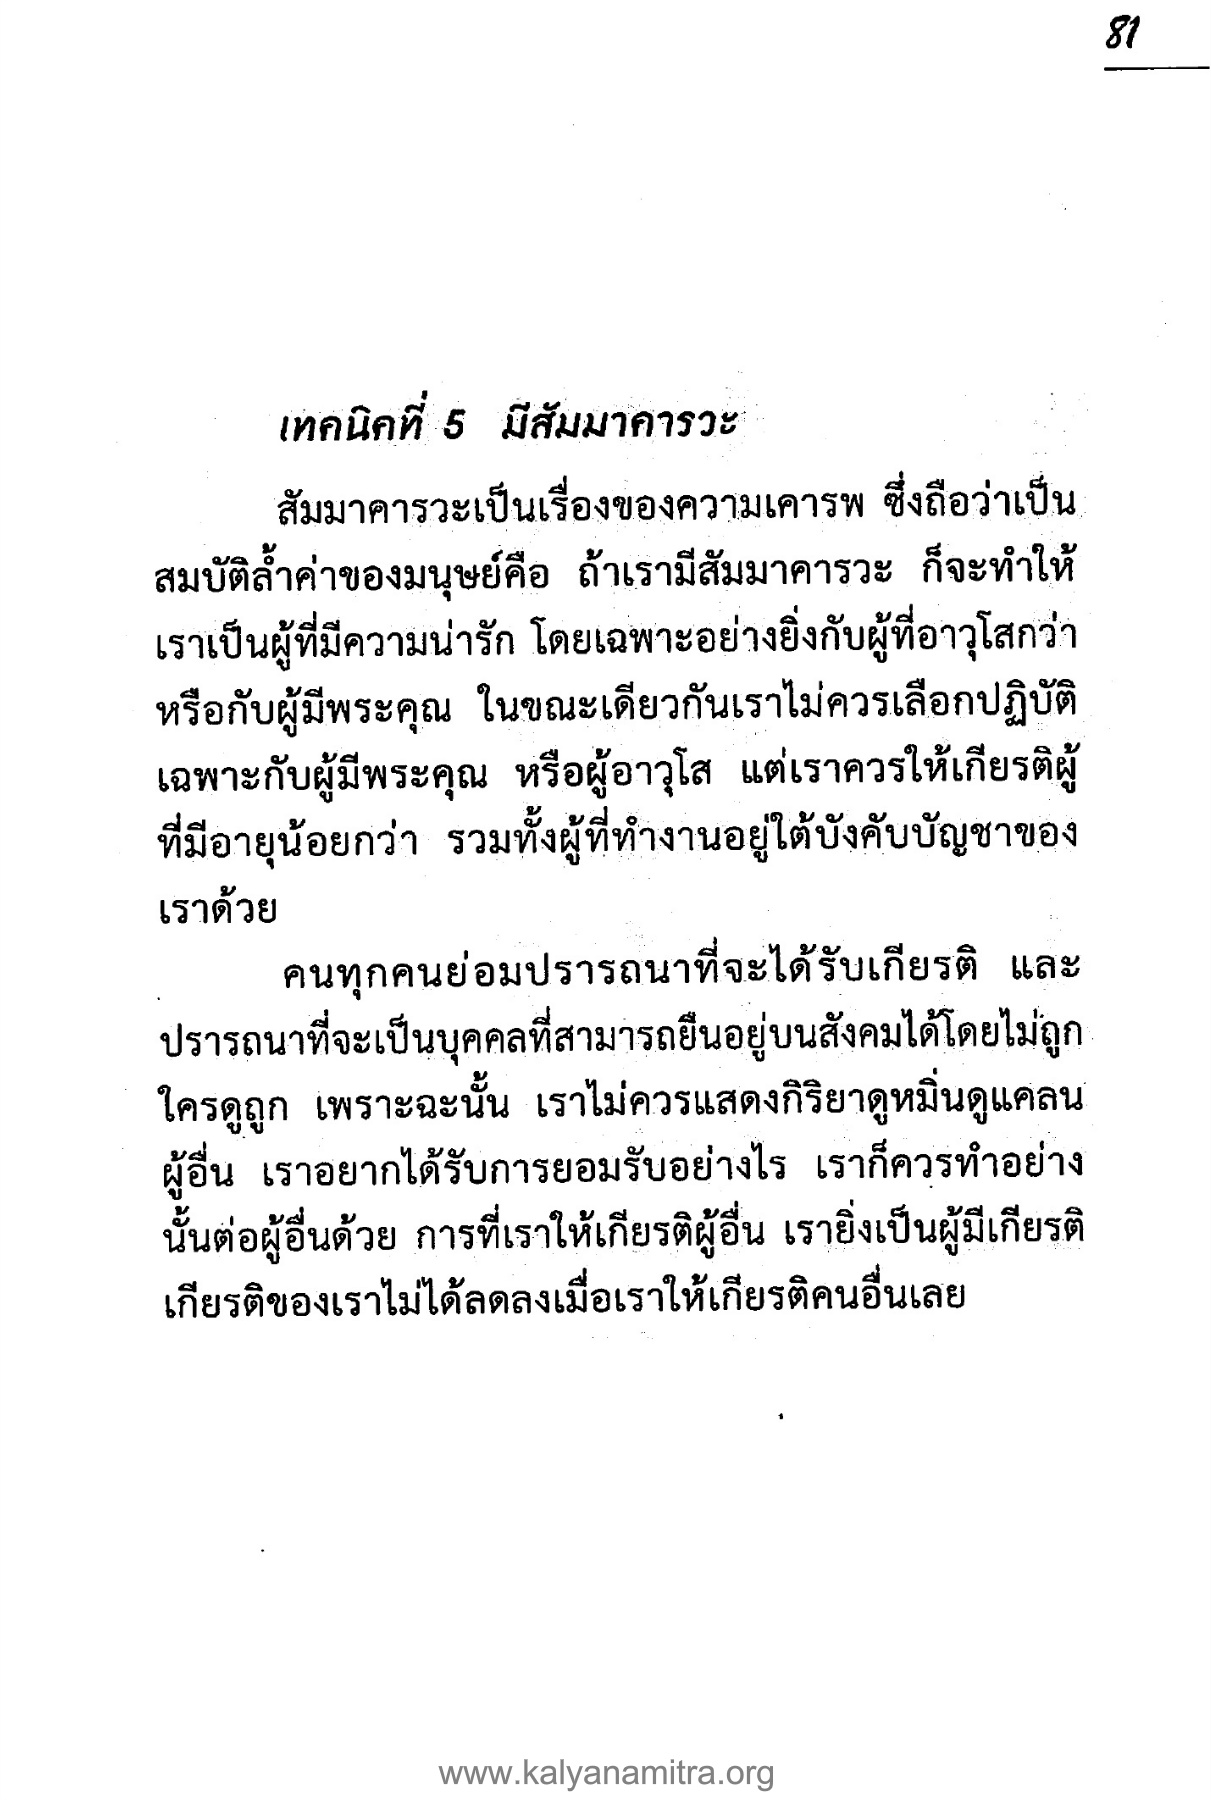 81
เทคนิคที่ 5 มีสัมมาคารวะ
สัมมาคารวะเป็นเรื่องของความเคารพ ซึ่งถือว่าเป็น
สมบัติล้ำค่าของมนุษย์คือ ถ้าเรามีสัมมาคารวะ ก็จะทำให้
เราเป็นผู้ที่มีความน่ารัก โดยเฉพาะอย่างยิ่งกับผู้ที่อาวุโสกว่า
หรือกับผู้มีพระคุณ ในขณะเดียวกันเราไม่ควรเลือกปฏิบัติ
เฉพาะกับผู้มีพระคุณ หรือผู้อาวุโส แต่เราควรให้เกียรติผู้
ที่มีอายุน้อยกว่า รวมทั้งผู้ที่ทำงานอยู่ใต้บังคับบัญชาของ
เราด้วย
คนทุกคนย่อมปรารถนาที่จะได้รับเกียรติ และ
ปรารถนาที่จะเป็นบุคคลที่สามารถยืนอยู่บนสังคมได้โดยไม่ถูก
ใครดูถูก เพราะฉะนั้น เราไม่ควรแสดงกิริยาดูหมิ่นดูแคลน
ผู้อื่น เราอยากได้รับการยอมรับอย่างไร เราก็ควรทำอย่าง
นั้นต่อผู้อื่นด้วย การที่เราให้เกียรติผู้อื่น เรายิ่งเป็นผู้มีเกียรติ
เกียรติของเราไม่ได้ลดลงเมื่อเราให้เกียรติคนอื่นเลย
www.kalyanamitra.org